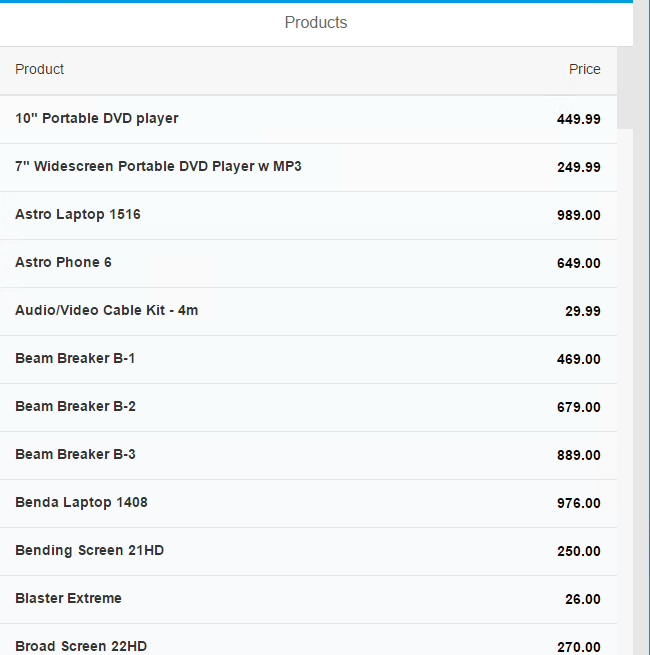 Products
Product Price
10" Portable DVD player 449.99
7" Widescreen Portable DVD Player w MP3 249.99
Astro Laptop 1516 989.00
Astro Phone 6 649.00
Audio/Video Cable Kit - 4m 29.99
Beam Breaker B-1 469.00
Beam Breaker B-2 679.00
Beam Breaker B-3 889.00
Benda Laptop 1408 976.00
Bending Screen 21HD 250.00
Blaster Extreme 26.00
Broad Screen 22HD 270.00